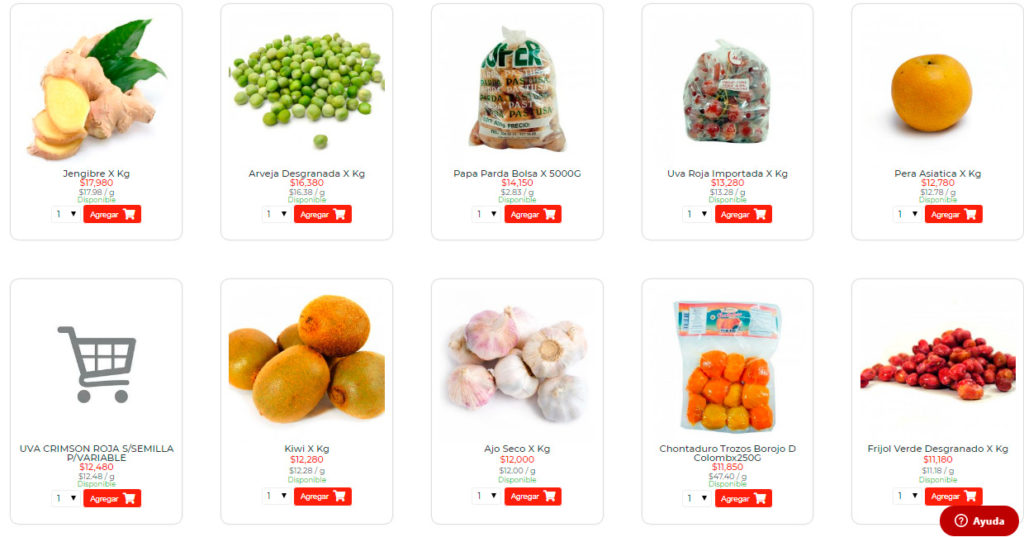 Jengibre X Kg
$17,980
$17.98 / g
Disponible
1
Agregar
Arveja Desgranada X Kg
$16,380
$16.38 / g
Disponible
1
Agregar
PARDA PASTUSA
Papa Parda Bolsa X 5000G
$14,150
$2.83 / g
Disponible
1
Agregar
Uva Roja Importada X Kg
$13,280
$13.28 / g
Disponible
1
Agregar
Pera Asiatica X Kg
$12,780
$12.78 / g
Disponible
1
Agregar
UVA CRIMSON ROJA S/SEMILLA
P/VARIABLE
$12,480
$12.48 / g
Disponible
1
Agregar
Kiwi X Kg
$12,280
$12.28 / g
Disponible
1
Agregar
Ajo Seco X Kg
$12,000
$12.00 / g
Disponible
1
Agregar
Chontaduro Trozos Borojo D
Colombx250G
$11,850
$47.40 / g
Disponible
1
Agregar
Frijol Verde Desgranado X Kg
$11,180
$11.18 / g
Disponible
1
Agregar
Ayuda